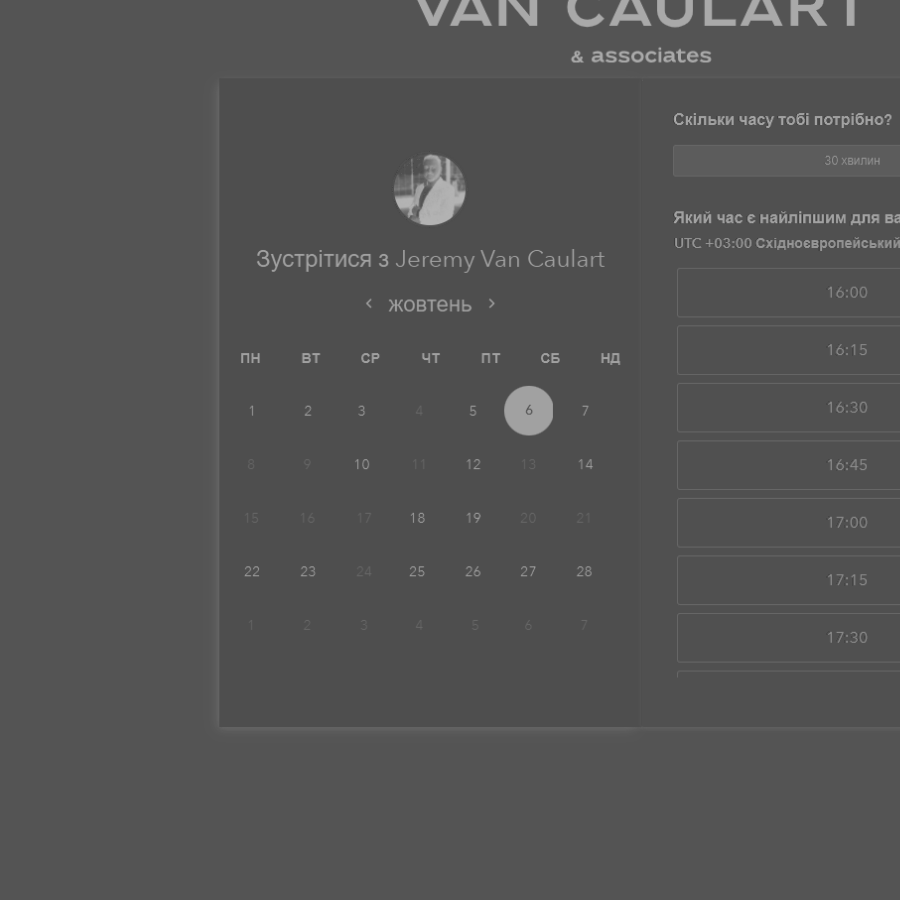 VAN CAULART
& associates
Зустрітися з Jeremy Van Caulart
жовтень
ПН ВТ СР ЧТ ПТ СБ НД
1 2 3 4 5 6 7
8 9 10 11 12 13 14
15 16 17 18 19 20 21
22 23 24 25 26 27 28
1 2 3 4 5 6 7
Скільки часу тобі потрібно?
30 хвилин
Який час є найліпшим для ва
UTC +03:00 Східноєвропейський
16:00
16:15
16:30
16:45
17:00
17:15
17:30